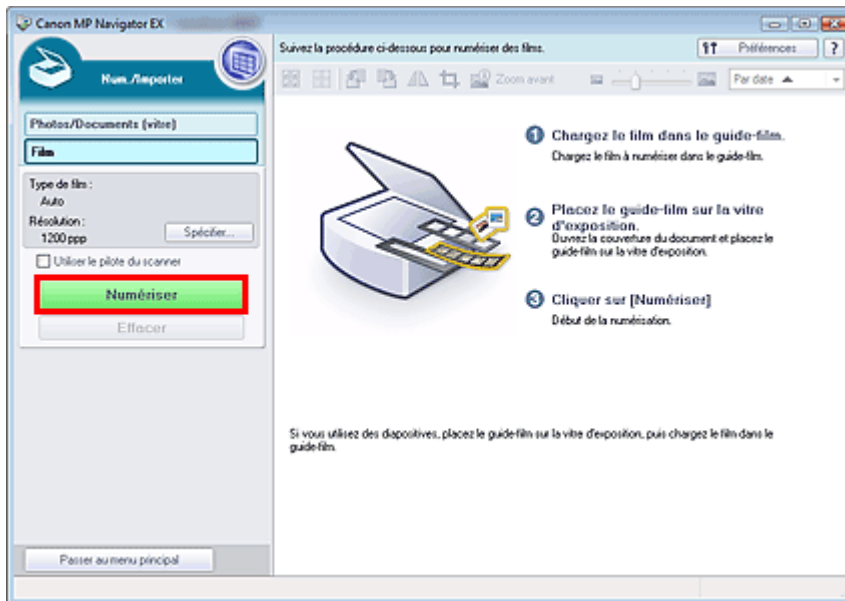 Canon MP Navigator EX
Num./Importer
Photos/Documents (vitre)
Film
Type de film :
Auto
Résolution :
1200 ppp
Spécifier...
Utiliser le pilote du scanner
Numériser
Effacer
Passer au menu principal
Suivez la procédure ci-dessous pour numériser des films.
Préférences
?
Zoom avant
Par date
1 Chargez le film dans le guide-film.
Chargez le film à numériser dans le guide-film.
2 Placez le guide-film sur la vitre
d'exposition.
Ouvrez la couverture du document et placez le
guide-film sur la vitre d'exposition.
3 Cliquer sur [Numériser]
Début de la numérisation.
Si vous utilisez des diapositives, placez le guide-film sur la vitre d'exposition, puis chargez le film dans le
guide-film.